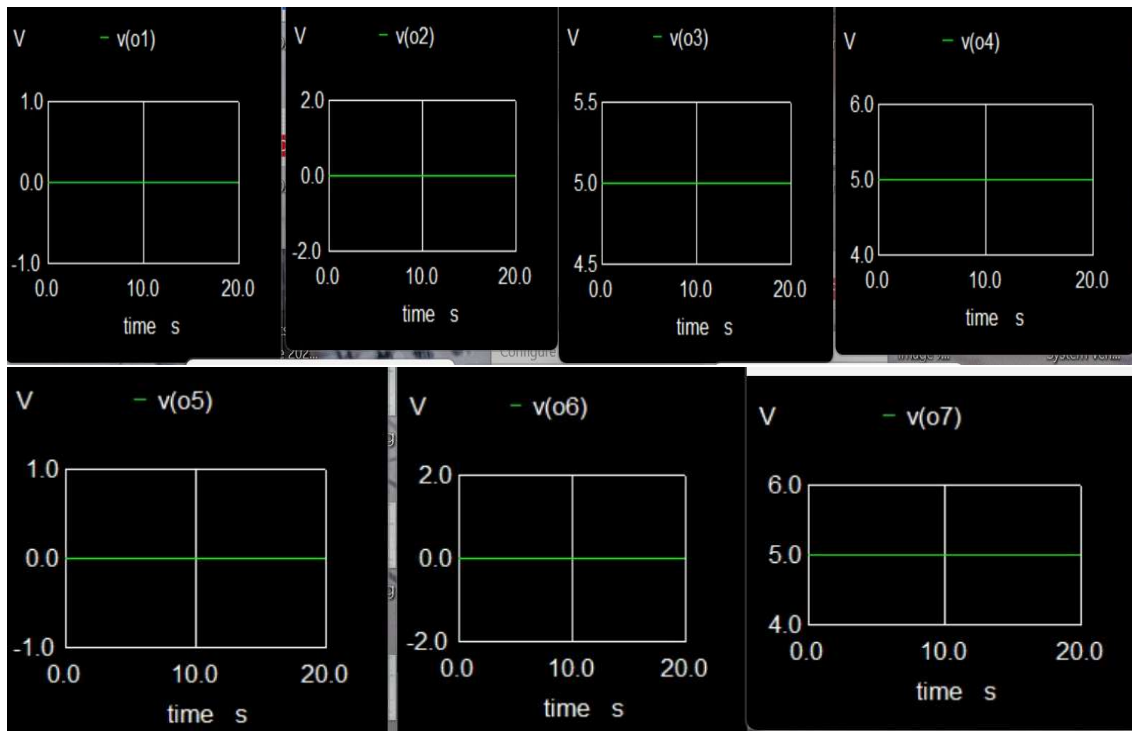 V v(o1)
1.0
0.0
-1.0
0.0 10.0 20.0
time s
V v(o2)
2.0
0.0
-2.0
0.0 10.0 20.0
time s
V v(o3)
5.5
5.0
4.5
0.0 10.0 20.0
time s
V v(o4)
6.0
5.0
4.0
0.0 10.0 20.0
time s
202...
Configure
V v(o5)
1.0
0.0
-1.0
0.0 10.0 20.0
time s
V v(o6)
2.0
0.0
-2.0
0.0 10.0 20.0
time s
V v(o7)
6.0
5.0
4.0
0.0 10.0 20.0
time s